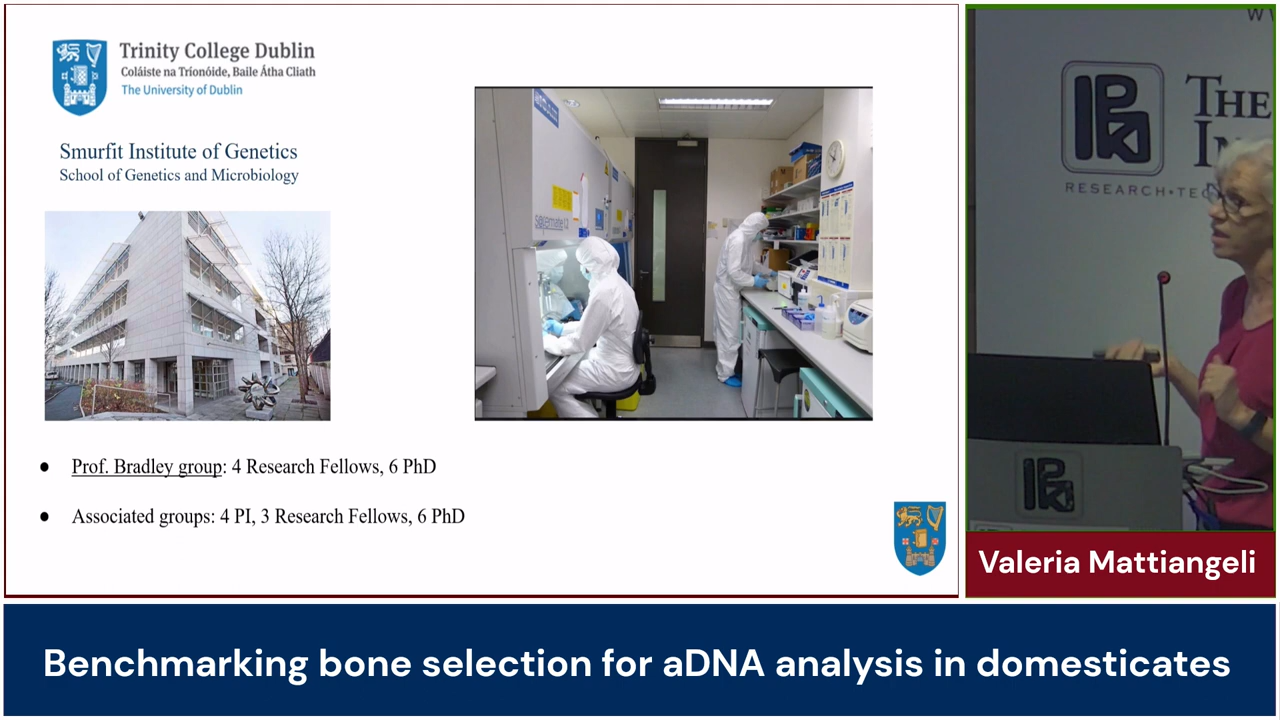 Trinity College Dublin
Coláiste na Tríonóide, Baile Átha Cliath
The University of Dublin
Smurfit Institute of Genetics
School of Genetics and Microbiology
● Prof. Bradley group: 4 Research Fellows, 6 PhD
● Associated groups: 4 PI, 3 Research Fellows, 6 PhD
THE
RESEARCH•TEC
Valeria Mattiangeli
Benchmarking bone selection for aDNA analysis in domesticates